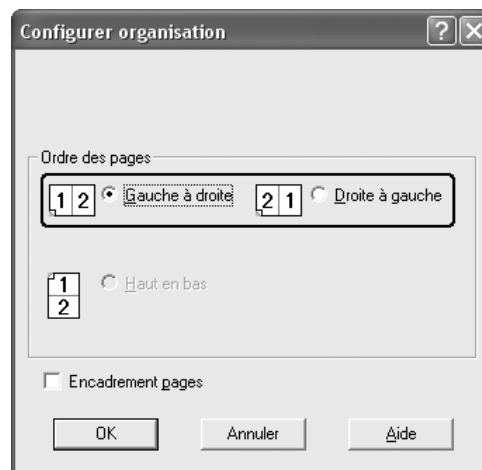 Configurer organisation
Ordre des pages
1 2 Gauche à droite 2 1 Droite à gauche
1 Haut en bas
2
Encadrement pages
OK Annuler Aide